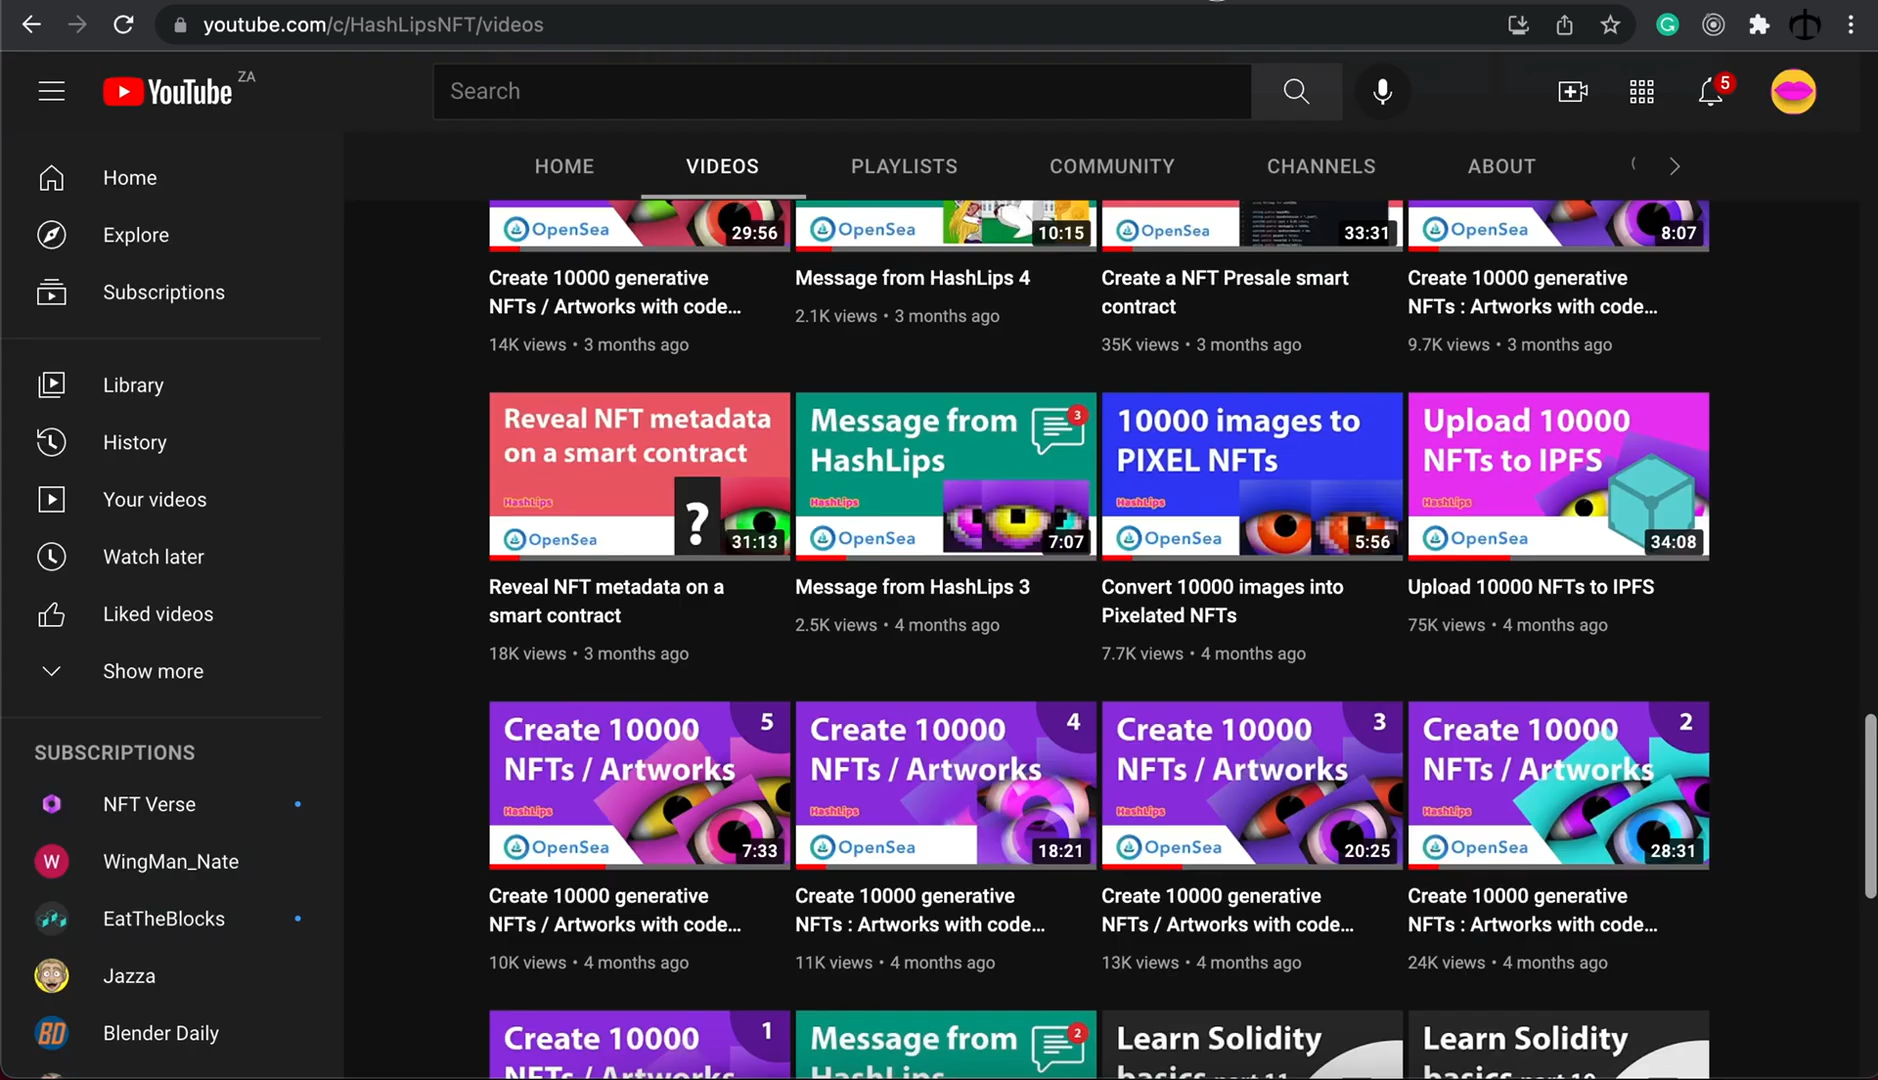 youtube.com/c/HashLipsNFT/videos
YouTube ZA
Search
5
Home
Explore
Subscriptions
Library
History
Your videos
Watch later
Liked videos
Show more
SUBSCRIPTIONS
NFT Verse
W WingMan_Nate
EatTheBlocks
Jazza
BD Blender Daily
HOME VIDEOS PLAYLISTS COMMUNITY CHANNELS ABOUT
OpenSea 29:56
Create 10000 generative
NFTs / Artworks with code...
14K views • 3 months ago
OpenSea 10:15
Message from HashLips 4
2.1K views • 3 months ago
OpenSea 33:31
Create a NFT Presale smart
contract
35K views • 3 months ago
OpenSea 8:07
Create 10000 generative
NFTs : Artworks with code...
9.7K views • 3 months ago
Reveal NFT metadata
on a smart contract
HashLips
?
OpenSea 31:13
Reveal NFT metadata on a
smart contract
18K views • 3 months ago
Message from 3
HashLips
HashLips
OpenSea 7:07
Message from HashLips 3
2.5K views • 4 months ago
10000 images to
PIXEL NFTs
HashLips
OpenSea 5:56
Convert 10000 images into
Pixelated NFTs
7.7K views • 4 months ago
Upload 10000
NFTs to IPFS
HashLips
OpenSea 34:08
Upload 10000 NFTs to IPFS
75K views • 4 months ago
Create 10000 5
NFTs / Artworks
HashLips
OpenSea 7:33
Create 10000 generative
NFTs / Artworks with code...
10K views • 4 months ago
Create 10000 4
NFTs / Artworks
HashLips
OpenSea 18:21
Create 10000 generative
NFTs : Artworks with code...
11K views • 4 months ago
Create 10000 3
NFTs / Artworks
HashLips
OpenSea 20:25
Create 10000 generative
NFTs / Artworks with code...
13K views • 4 months ago
Create 10000 2
NFTs / Artworks
HashLips
OpenSea 28:31
Create 10000 generative
NFTs : Artworks with code...
24K views • 4 months ago
Create 10000 1
NFTs / Artworks
Message from 2
HashLips
Learn Solidity
basics part 11
Learn Solidity
basics part 10